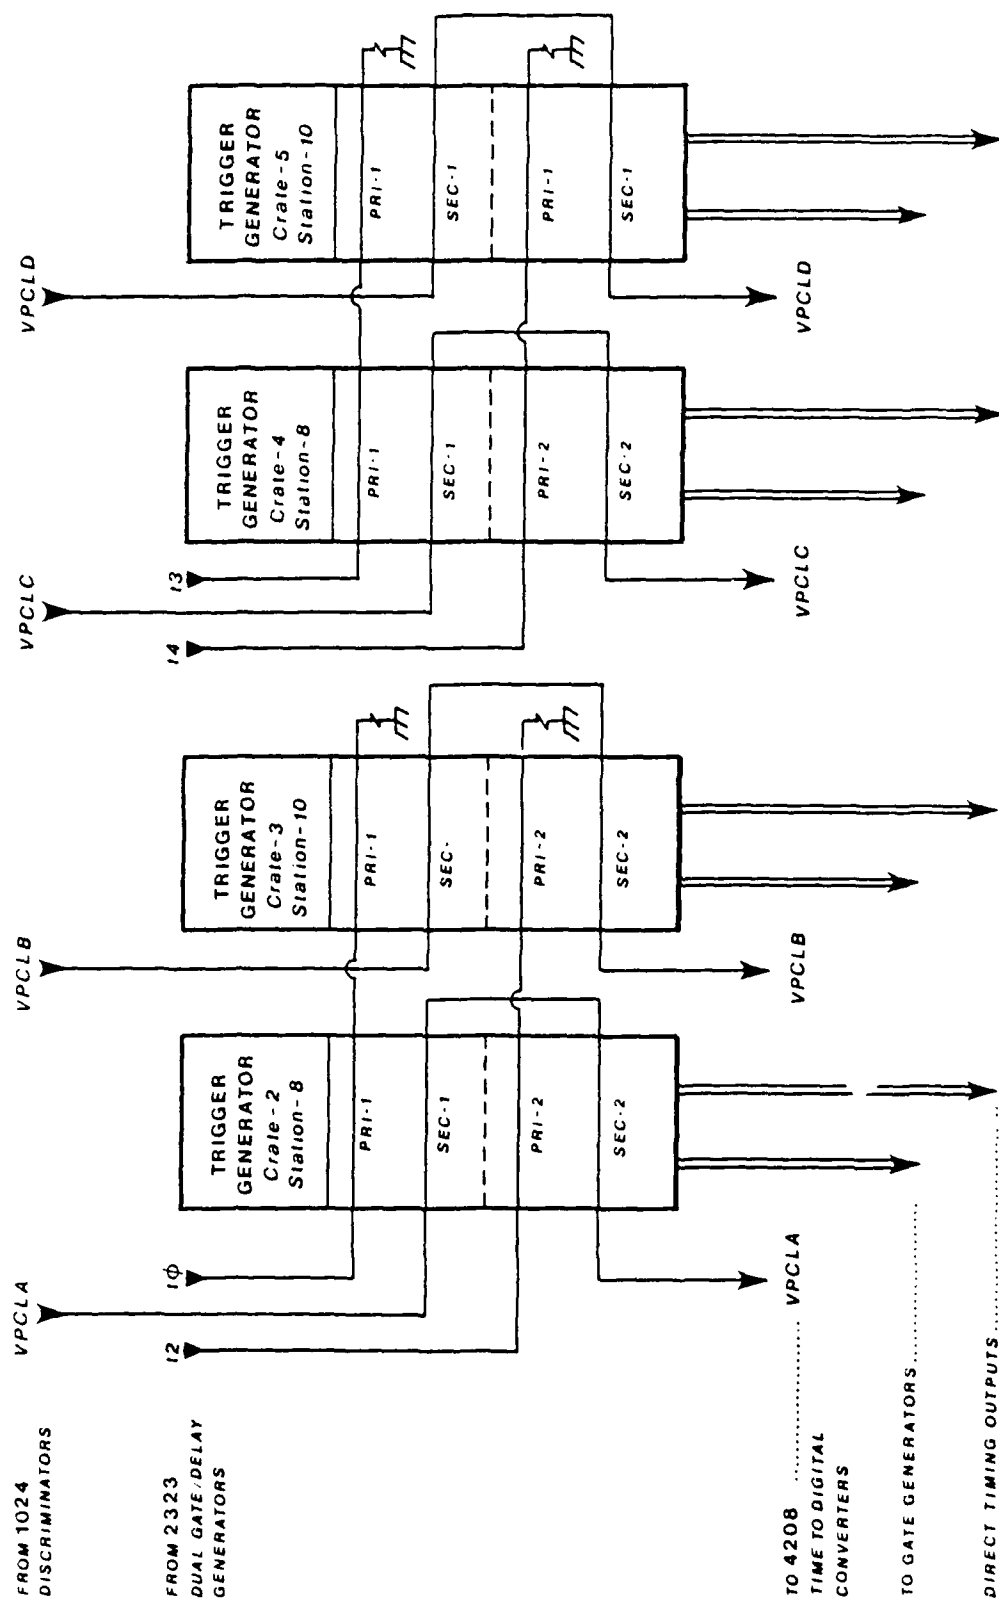 FROM 1024
DISCRIMINATORS
VPCLA
VPCLB
VPCLC
VPCLD
FROM 2323
DUAL GATE/DELAY
GENERATORS
12
1φ
14
13
TRIGGER
GENERATOR
Crate-2
Station-8
PRI-1
SEC-1
PRI-2
SEC-2
TRIGGER
GENERATOR
Crate-3
Station-10
PRI-1
SEC-
PRI-2
SEC-2
TRIGGER
GENERATOR
Crate-4
Station-8
PRI-1
SEC-1
PRI-2
SEC-2
TRIGGER
GENERATOR
Crate-5
Station-10
PRI-1
SEC-1
PRI-1
SEC-1
TO 4208 .................... VPCLA
TIME TO DIGITAL
CONVERTERS
VPCLB
VPCLC
VPCLD
TO GATE GENERATORS....................
DIRECT TIMING OUTPUTS....................